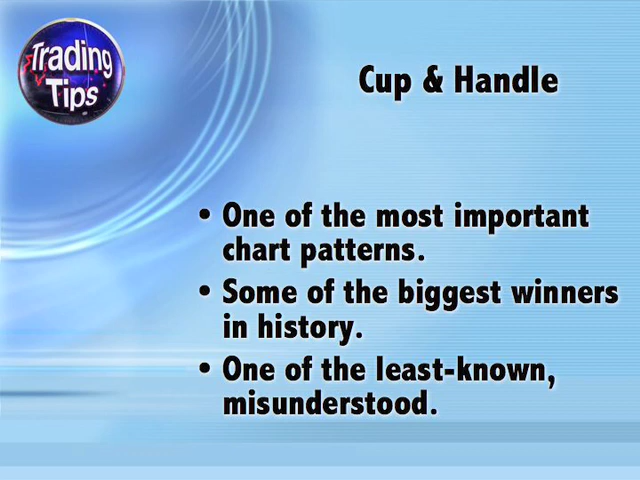 Trading
Tips
Cup & Handle
• One of the most important
chart patterns.
• Some of the biggest winners
in history.
• One of the least-known,
misunderstood.